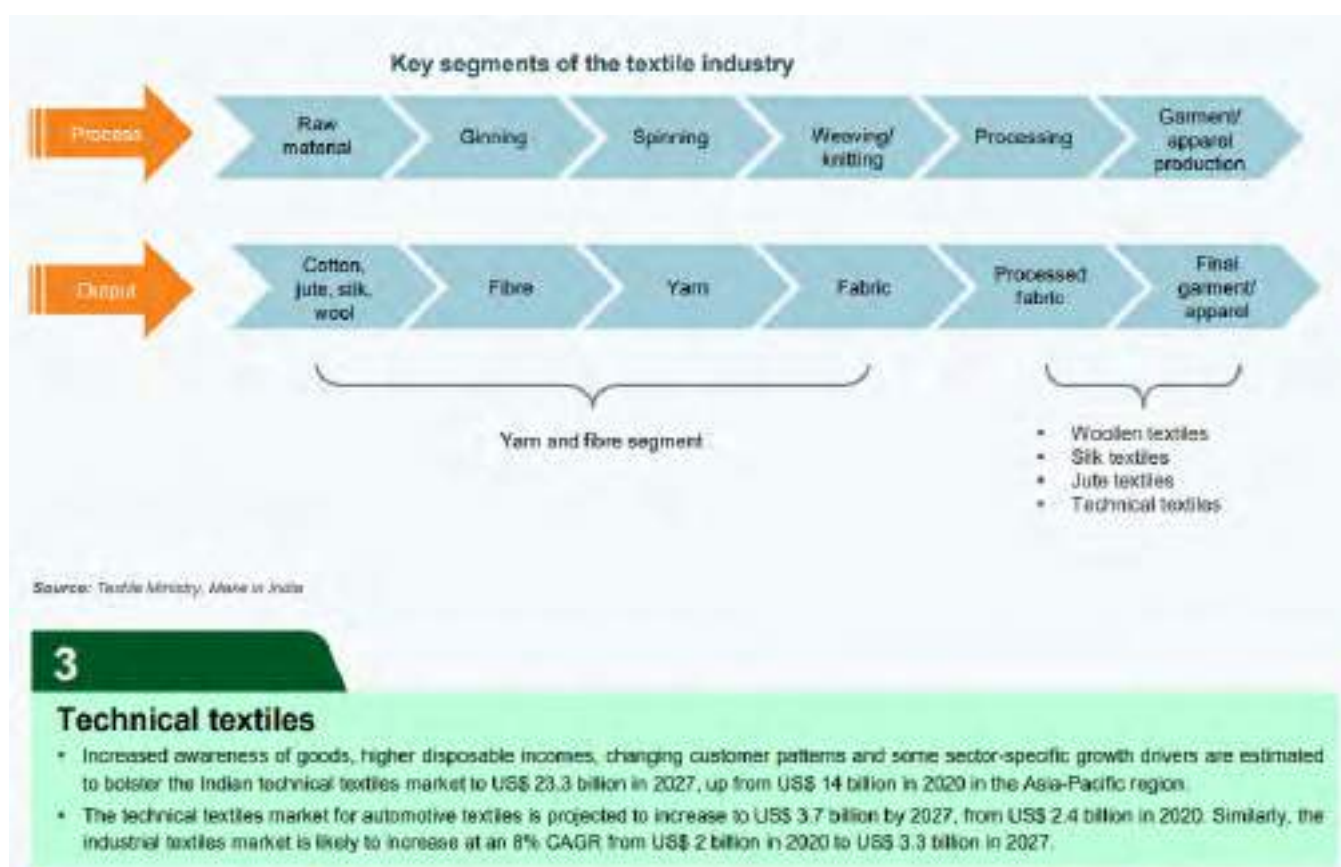 Key segments of the textile industry
Process
Raw
material
Ginning
Spinning
Weaving/
knitting
Processing
Garment/
apparel
production
Output
Cotton,
jute, silk,
wool
Fibre
Yarn
Fabric
Processed
fabric
Final
garment/
apparel
Yarn and fibre segment
• Woollen textiles
• Silk textiles
• Jute textiles
• Technical textiles
Source: Textile Ministry, Make in India
3
Technical textiles
• Increased awareness of goods, higher disposable incomes, changing customer patterns and some sector-specific growth drivers are estimated
to bolster the Indian technical textiles market to US$ 23.3 billion in 2027, up from US$ 14 billion in 2020 in the Asia-Pacific region.
• The technical textiles market for automotive textiles is projected to increase to US$ 3.7 billion by 2027, from US$ 2.4 billion in 2020. Similarly, the
industrial textiles market is likely to increase at an 8% CAGR from US$ 2 billion in 2020 to US$ 3.3 billion in 2027.